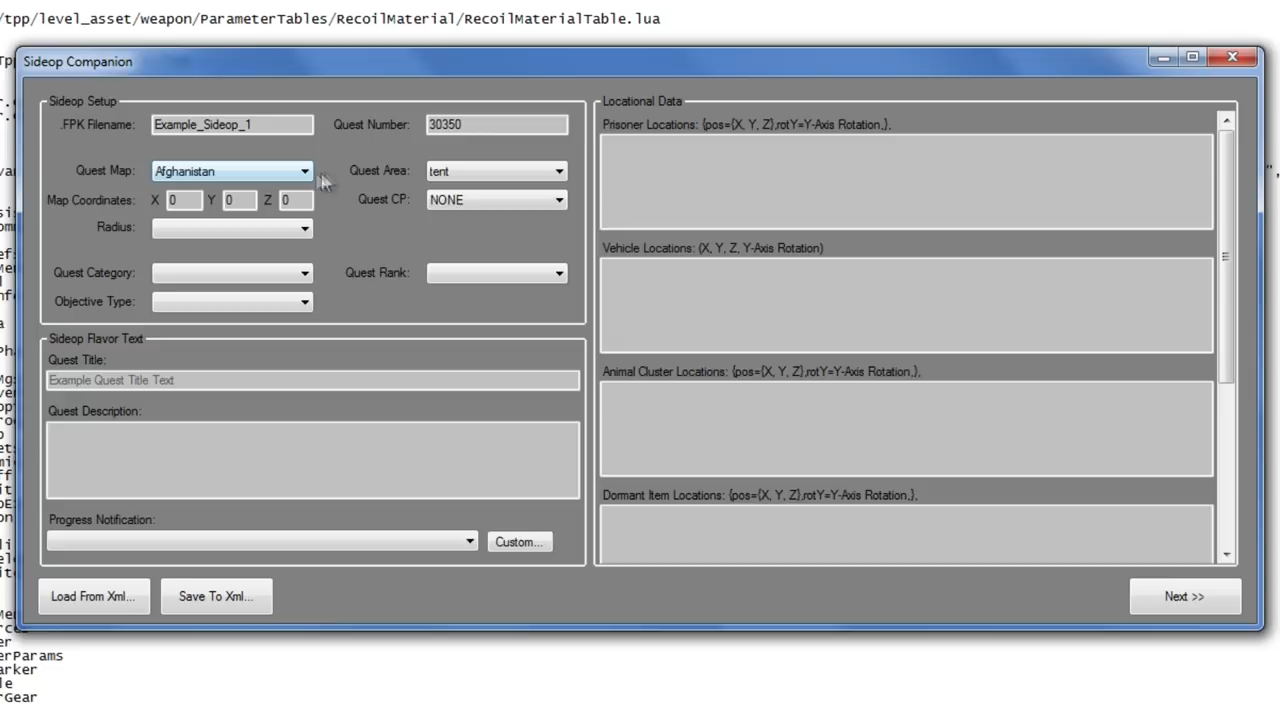 /tpp/level_asset/weapon/ParameterTables/RecoilMaterial/RecoilMaterialTable.lua
Sideop Companion
Sideop Setup
.FPK Filename: Example_Sideop_1 Quest Number: 30350
Quest Map: Afghanistan Quest Area: tent
Map Coordinates: X 0 Y 0 Z 0 Quest CP: NONE
Radius:
Quest Category: Quest Rank:
Objective Type:
Sideop Flavor Text
Quest Title:
Example Quest Title Text
Quest Description:
Progress Notification:
Custom...
Locational Data
Prisoner Locations: {pos={X, Y, Z},rotY=Y-Axis Rotation,},
Vehicle Locations: (X, Y, Z, Y-Axis Rotation)
Animal Cluster Locations: {pos={X, Y, Z},rotY=Y-Axis Rotation,},
Dormant Item Locations: {pos={X, Y, Z},rotY=Y-Axis Rotation,},
Load From Xml... Save To Xml... Next >>
erParams
arker
le
rGear